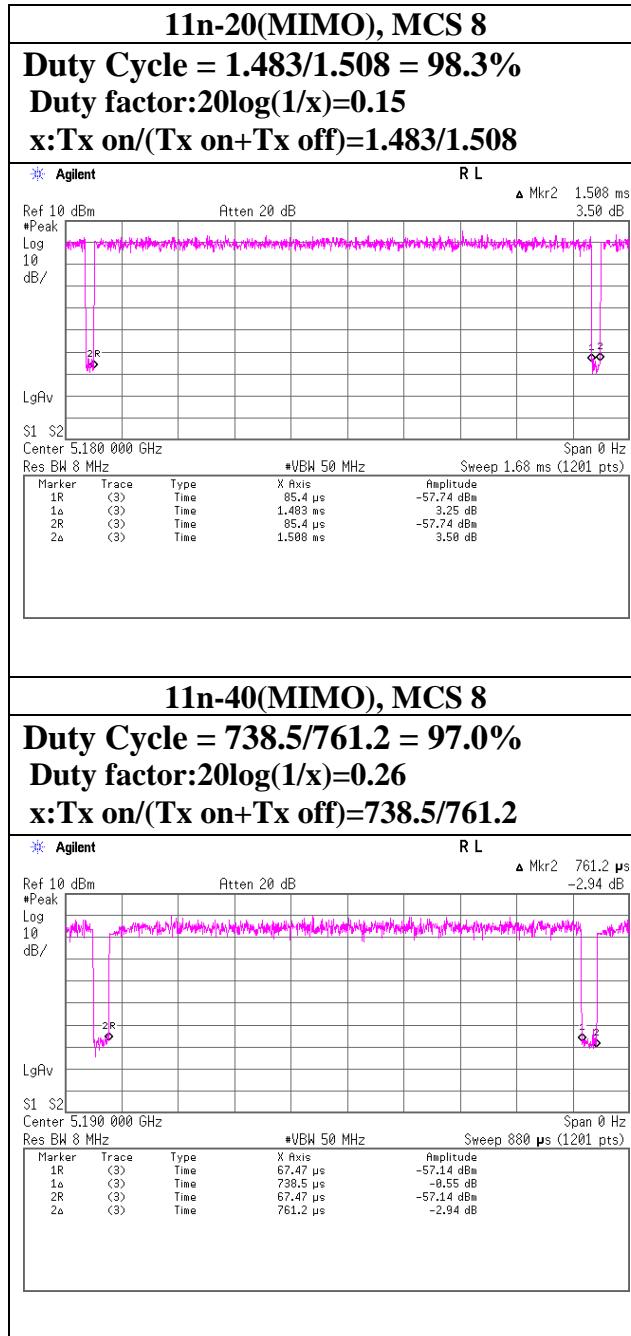 11n-20(MIMO), MCS 8
Duty Cycle = 1.483/1.508 = 98.3%
Duty factor:20log(1/x)=0.15
x:Tx on/(Tx on+Tx off)=1.483/1.508
Agilent R L
Δ Mkr2 1.508 ms
Ref 10 dBm Atten 20 dB 3.50 dB
#Peak
Log
10
dB/
2R 1 2
LgAv
S1 S2
Center 5.180 000 GHz Span 0 Hz
Res BW 8 MHz #VBW 50 MHz Sweep 1.68 ms (1201 pts)
Marker Trace Type X Axis Amplitude
1R (3) Time 85.4 µs -57.74 dBm
1Δ (3) Time 1.483 ms 3.25 dB
2R (3) Time 85.4 µs -57.74 dBm
2Δ (3) Time 1.508 ms 3.50 dB
11n-40(MIMO), MCS 8
Duty Cycle = 738.5/761.2 = 97.0%
Duty factor:20log(1/x)=0.26
x:Tx on/(Tx on+Tx off)=738.5/761.2
Agilent R L
Δ Mkr2 761.2 µs
Ref 10 dBm Atten 20 dB -2.94 dB
#Peak
Log
10
dB/
2R 1 2
LgAv
S1 S2
Center 5.190 000 GHz Span 0 Hz
Res BW 8 MHz #VBW 50 MHz Sweep 880 µs (1201 pts)
Marker Trace Type X Axis Amplitude
1R (3) Time 67.47 µs -57.14 dBm
1Δ (3) Time 738.5 µs -0.55 dB
2R (3) Time 67.47 µs -57.14 dBm
2Δ (3) Time 761.2 µs -2.94 dB